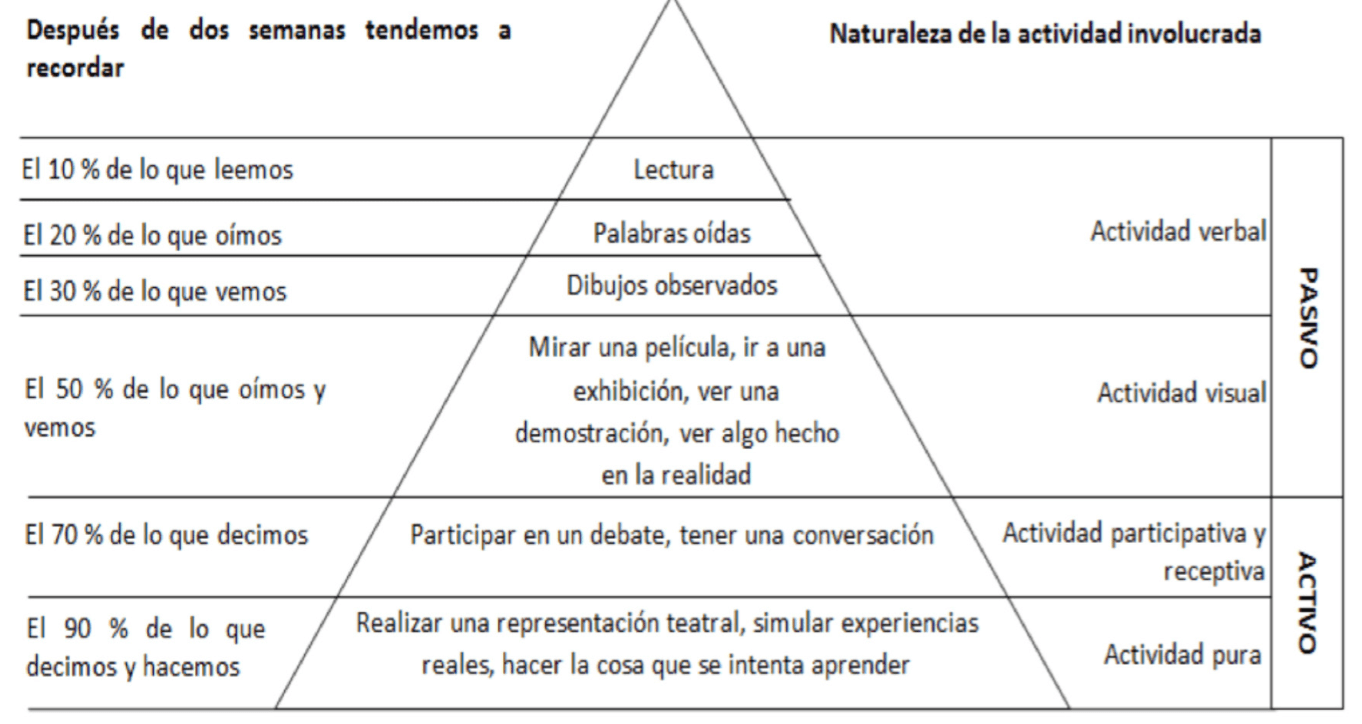 Después de dos semanas tendemos a
recordar
Naturaleza de la actividad involucrada
El 10 % de lo que leemos
Lectura
El 20 % de lo que oímos
Palabras oídas
Actividad verbal
El 30 % de lo que vemos
Dibujos observados
PASIVO
El 50 % de lo que oímos y
vemos
Mirar una película, ir a una
exhibición, ver una
demostración, ver algo hecho
en la realidad
Actividad visual
El 70 % de lo que decimos
Participar en un debate, tener una conversación
Actividad participativa y
receptiva
ACTIVO
El 90 % de lo que
decimos y hacemos
Realizar una representación teatral, simular experiencias
reales, hacer la cosa que se intenta aprender
Actividad pura